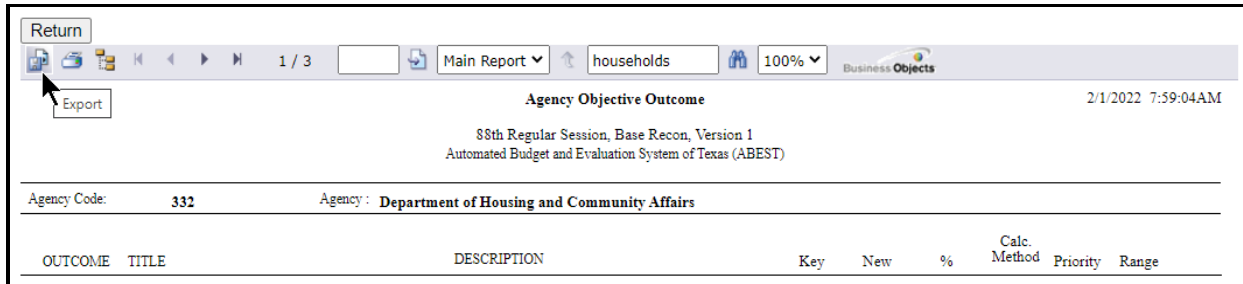 Return
1 / 3 Main Report households 100% Business Objects
Export
Agency Objective Outcome 2/1/2022 7:59:04AM
88th Regular Session, Base Recon, Version 1
Automated Budget and Evaluation System of Texas (ABEST)
Agency Code: 332 Agency : Department of Housing and Community Affairs
OUTCOME TITLE DESCRIPTION Key New % Calc. Method Priority Range